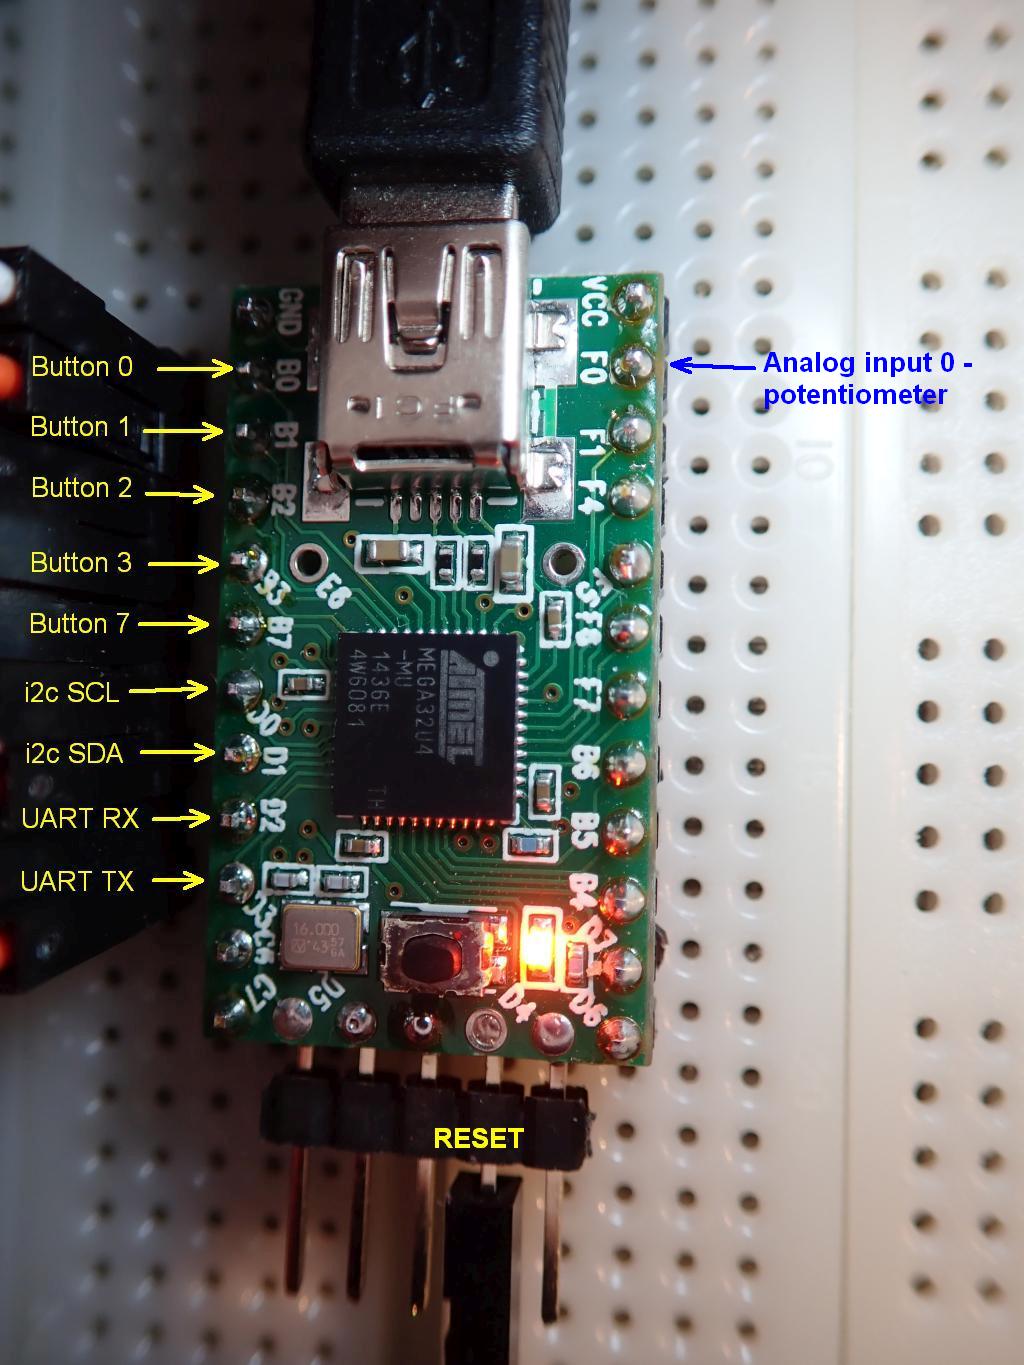 GND
VCC
Button 0
B0
F0
Analog input 0 -
potentiometer
Button 1
B1
F1
Button 2
B2
F4
Button 3
B3
E6
F5
Button 7
B7
F6
i2c SCL
D0
F7
i2c SDA
D1
B6
UART RX
D2
B5
ATMEL
MEGA32U4
-MU
1436E
4W6081
TH
UART TX
D3
B4
C6
D7
16.000
C7
D5
D4
D6
RESET